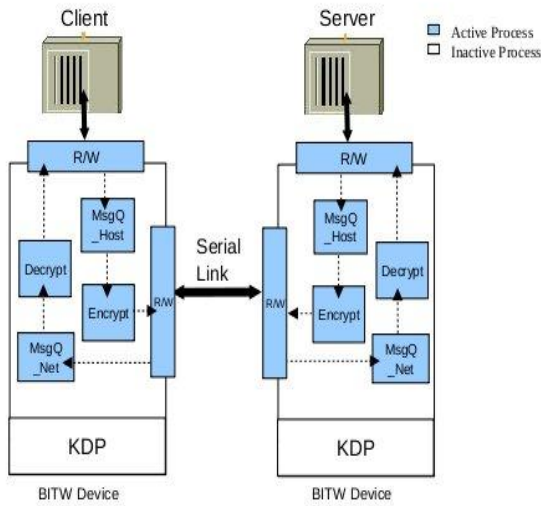 Client
Server
Active Process
Inactive Process
R/W
R/W
MsgQ
_Host
MsgQ
_Host
Decrypt
Serial
Link
Decrypt
Encrypt
R/W
R/W
Encrypt
MsgQ
_Net
MsgQ
_Net
KDP
KDP
BITW Device
BITW Device